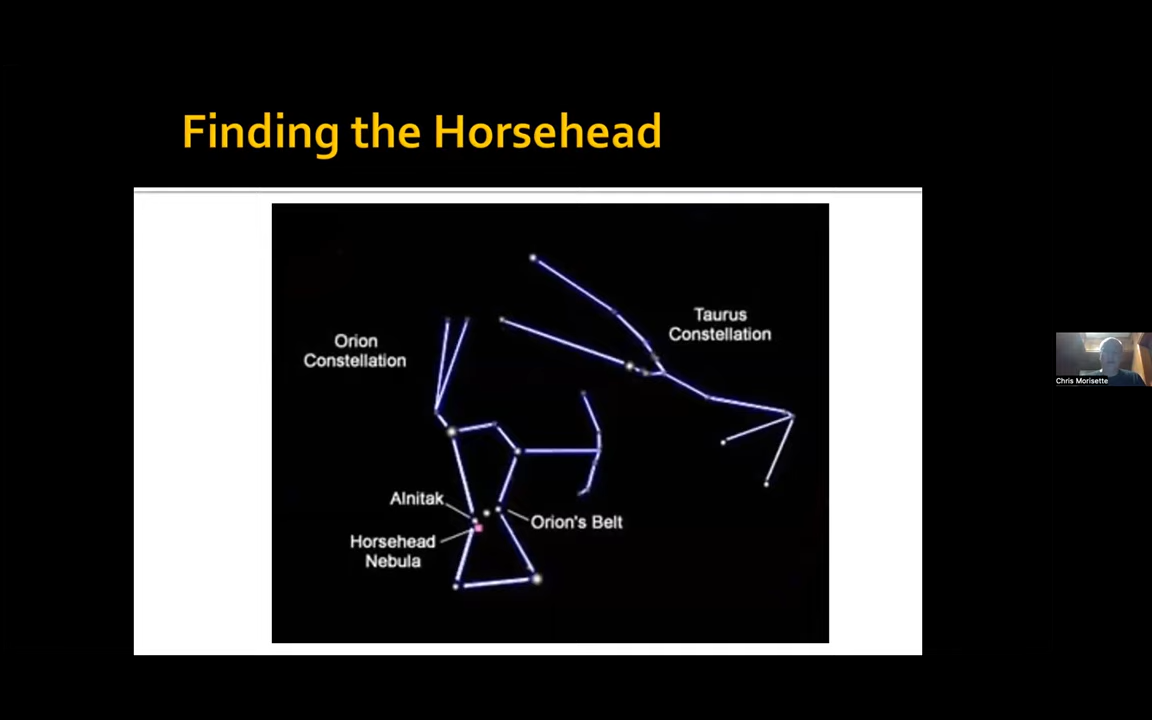 Finding the Horsehead
Taurus
Constellation
Orion
Constellation
Alnitak
Orion's Belt
Horsehead
Nebula
Chris Morisette